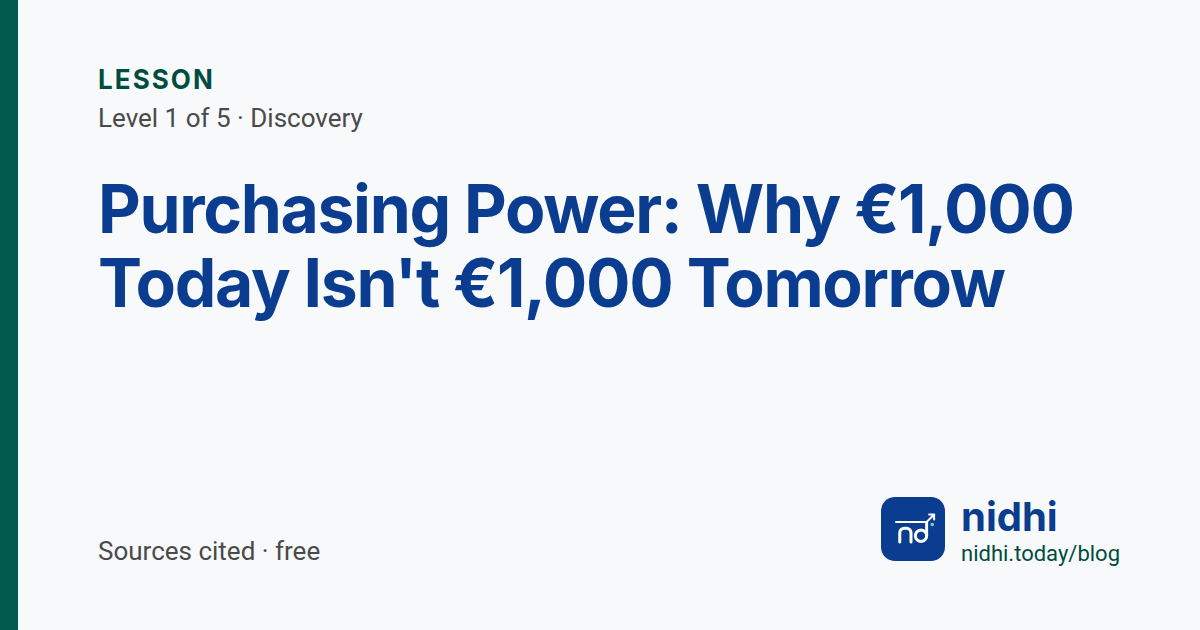 LESSON
Level 1 of 5 · Discovery
Purchasing Power: Why €1,000
Today Isn't €1,000 Tomorrow
Sources cited · free
nd
nidhi
nidhi.today/blog